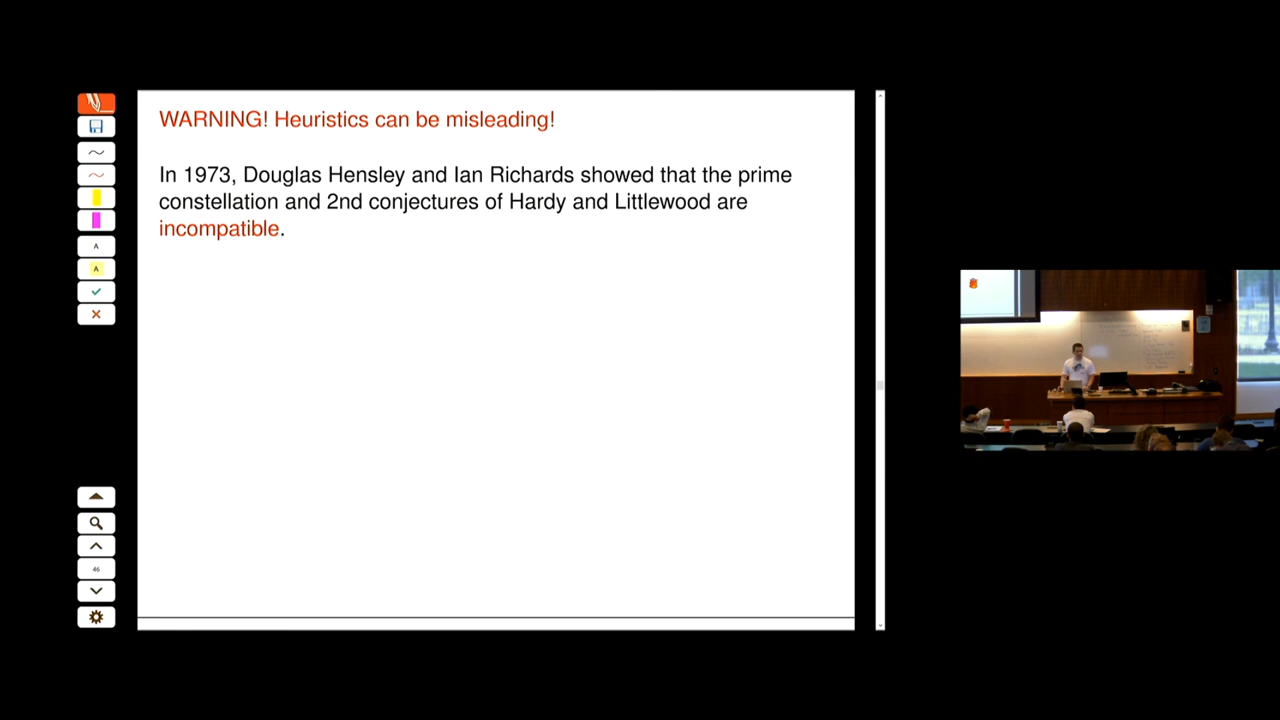 WARNING! Heuristics can be misleading!
In 1973, Douglas Hensley and Ian Richards showed that the prime
constellation and 2nd conjectures of Hardy and Littlewood are
incompatible.
A
A
46